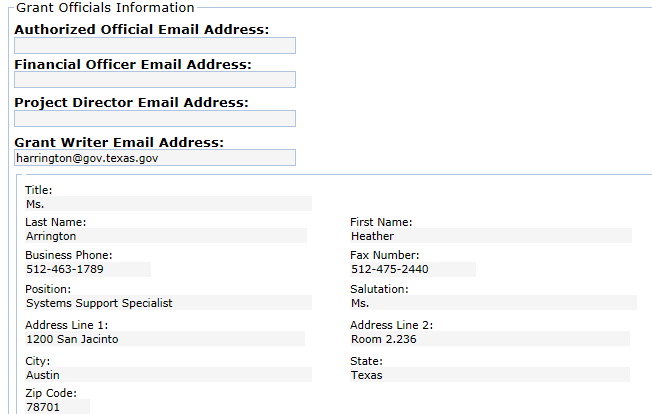 Grant Officials Information
Authorized Official Email Address:
Financial Officer Email Address:
Project Director Email Address:
Grant Writer Email Address:
harrington@gov.texas.gov
Title:
Ms.
Last Name: First Name:
Arrington Heather
Business Phone: Fax Number:
512-463-1789 512-475-2440
Position: Salutation:
Systems Support Specialist Ms.
Address Line 1: Address Line 2:
1200 San Jacinto Room 2.236
City: State:
Austin Texas
Zip Code:
78701